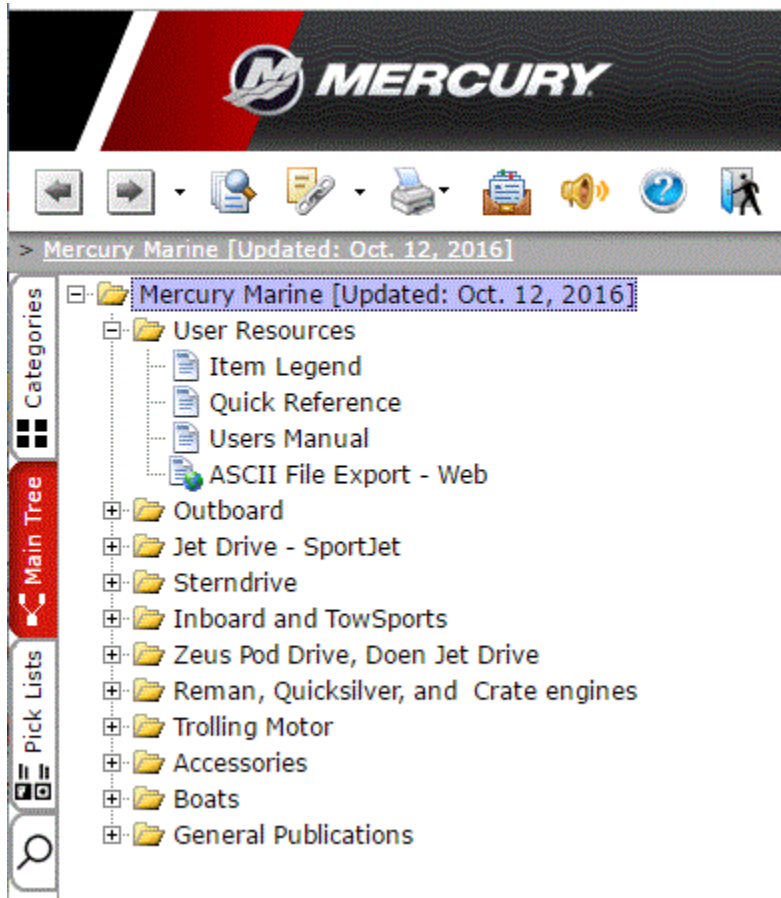 MERCURY
> Mercury Marine [Updated: Oct. 12, 2016]
Categories
Main Tree
Pick Lists
Mercury Marine [Updated: Oct. 12, 2016]
User Resources
Item Legend
Quick Reference
Users Manual
ASCII File Export - Web
Outboard
Jet Drive - SportJet
Sterndrive
Inboard and TowSports
Zeus Pod Drive, Doen Jet Drive
Reman, Quicksilver, and Crate engines
Trolling Motor
Accessories
Boats
General Publications